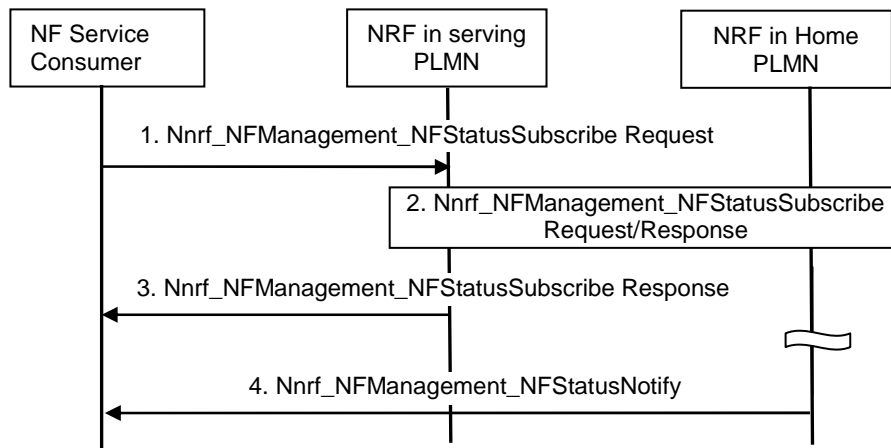 NF Service
Consumer
NRF in serving
PLMN
NRF in Home
PLMN
1. Nnrf_NFManagement_NFStatusSubscribe Request
2. Nnrf_NFManagement_NFStatusSubscribe
Request/Response
3. Nnrf_NFManagement_NFStatusSubscribe Response
4. Nnrf_NFManagement_NFStatusNotify